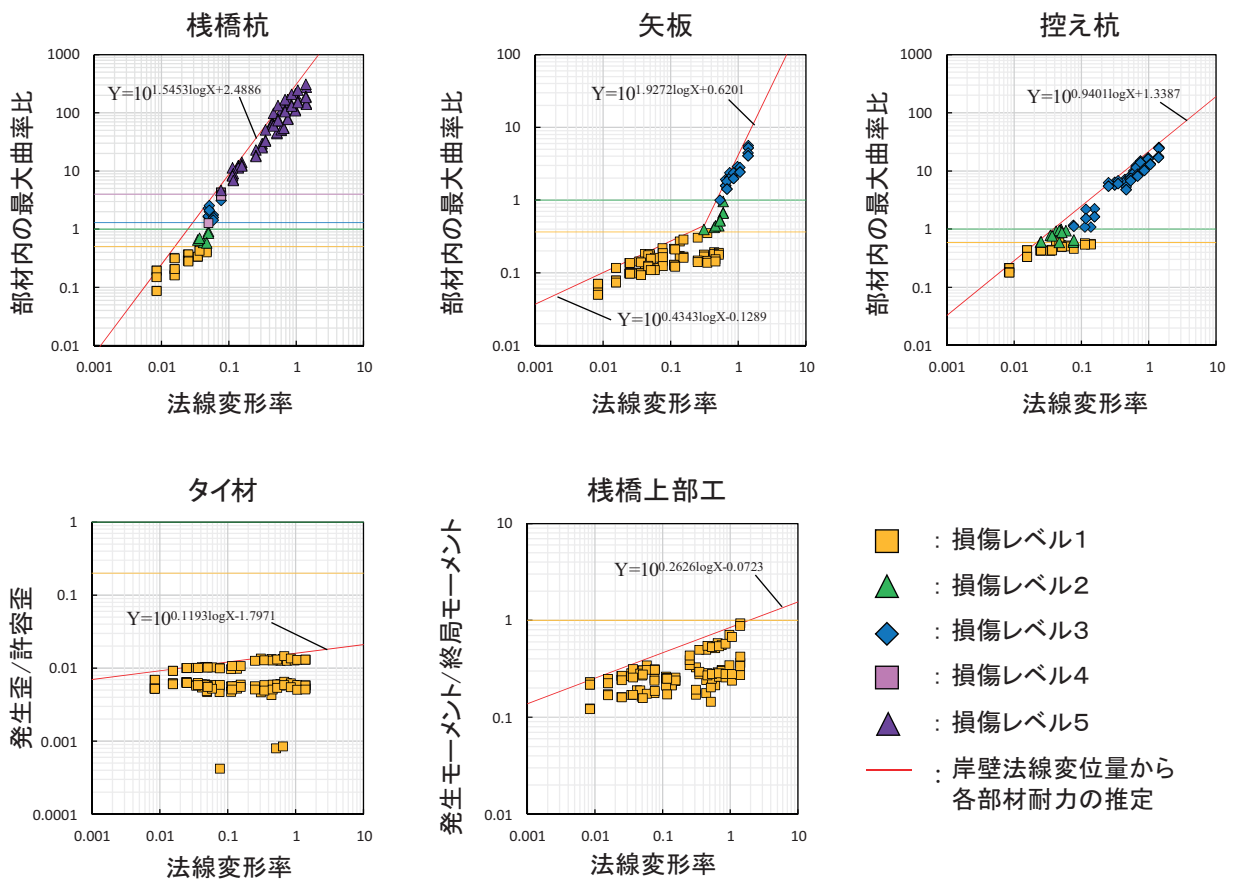 桟橋杭
部材内の最大曲率比
1000
100
10
1
0.1
0.01
Y=10^1.5453logX+2.4886
0.001
0.01
0.1
1
10
法線変形率
矢板
部材内の最大曲率比
100
10
1
0.1
0.01
Y=10^1.9272logX+0.6201
Y=10^0.4343logX-0.1289
0.001
0.01
0.1
1
10
法線変形率
控え杭
部材内の最大曲率比
1000
100
10
1
0.1
0.01
Y=10^0.9401logX+1.3387
0.001
0.01
0.1
1
10
法線変形率
タイ材
発生歪/許容歪
1
0.1
0.01
0.001
0.0001
Y=10^0.1193logX-1.7971
0.001
0.01
0.1
1
10
法線変形率
桟橋上部工
発生モーメント/終局モーメント
10
1
0.1
0.01
Y=10^0.2626logX-0.0723
0.001
0.01
0.1
1
10
法線変形率
：損傷レベル1
：損傷レベル2
：損傷レベル3
：損傷レベル4
：損傷レベル5
：岸壁法線変位量から
各部材耐力の推定